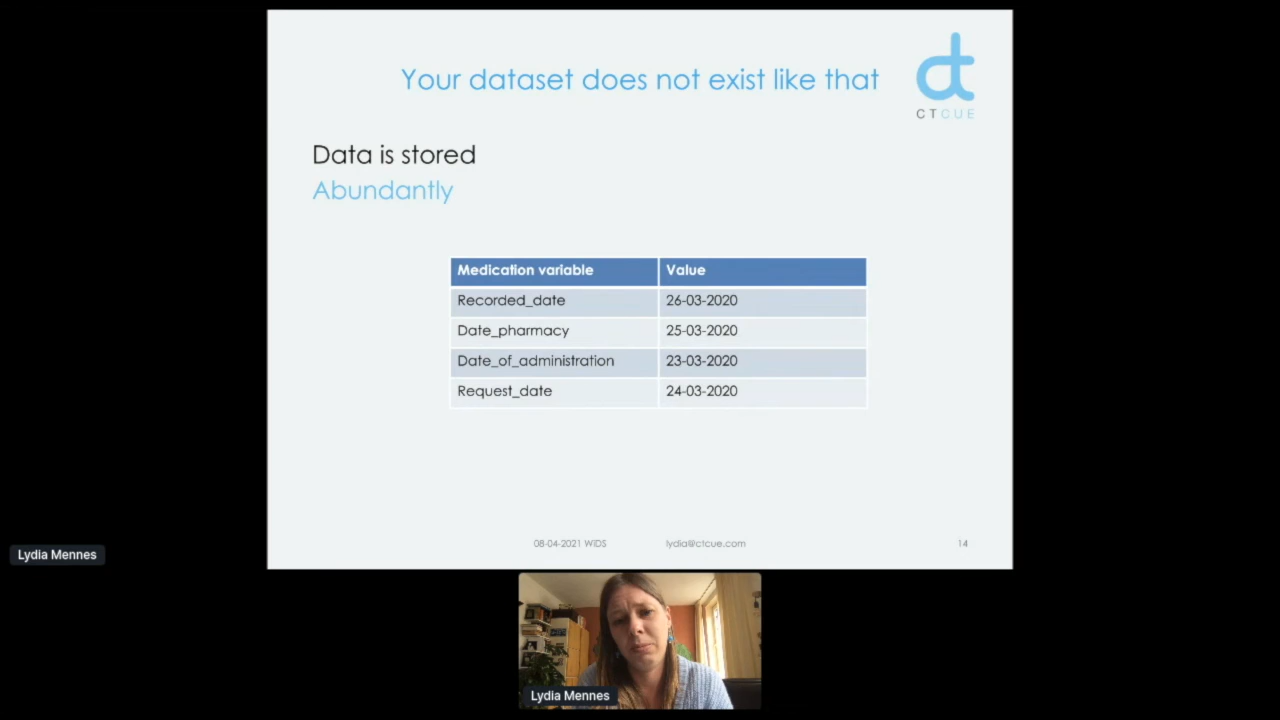 Your dataset does not exist like that
CTCUE
Data is stored
Abundantly
Medication variable Value
Recorded_date 26-03-2020
Date_pharmacy 25-03-2020
Date_of_administration 23-03-2020
Request_date 24-03-2020
08-04-2021 WiDS lydia@ctcue.com 14
Lydia Mennes
Lydia Mennes